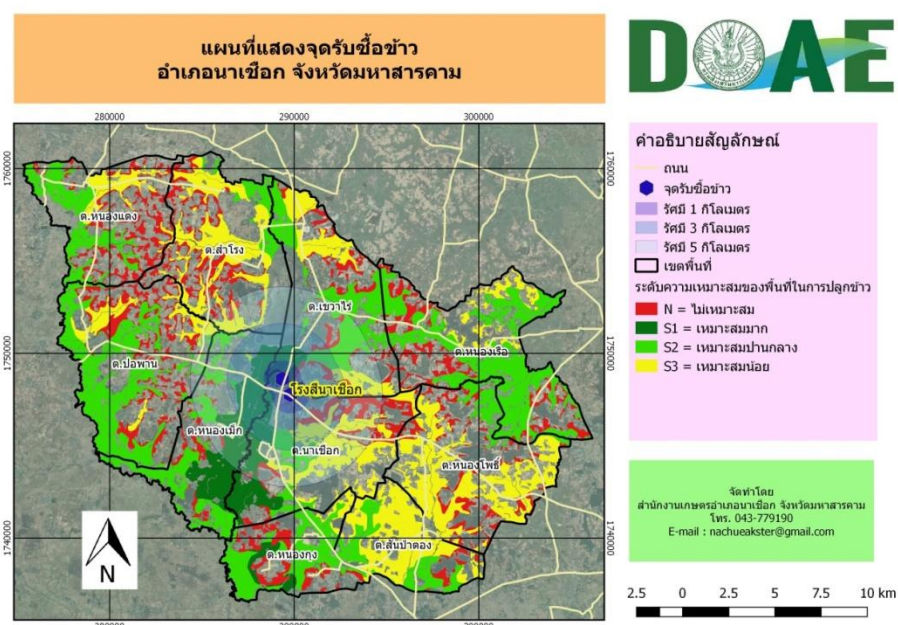 แผนที่แสดงจุดรับซื้อข้าว
อำเภอนาเชือก จังหวัดมหาสารคาม
DOAE
280000
290000
300000
1760000
1760000
ต.หนองแดง
ต.สำโรง
ต.เขวาไร่
1750000
1750000
ต.หนองเรือ
ต.ปอพาน
โรงสีนาเชือก
ต.หนองเม็ก
ต.นาเชือก
ต.หนองโพธิ์
1740000
1740000
ต.หนองกุง
ต.สันป่าตอง
N
280000
290000
300000
คำอธิบายสัญลักษณ์
ถนน
จุดรับซื้อข้าว
รัศมี 1 กิโลเมตร
รัศมี 3 กิโลเมตร
รัศมี 5 กิโลเมตร
เขตพื้นที่
ระดับความเหมาะสมของพื้นที่ในการปลูกข้าว
N = ไม่เหมาะสม
S1 = เหมาะสมมาก
S2 = เหมาะสมปานกลาง
S3 = เหมาะสมน้อย
จัดทำโดย
สำนักงานเกษตรอำเภอนาเชือก จังหวัดมหาสารคาม
โทร. 043-779190
E-mail : nachueakster@gmail.com
2.5 0 2.5 5 7.5 10 km